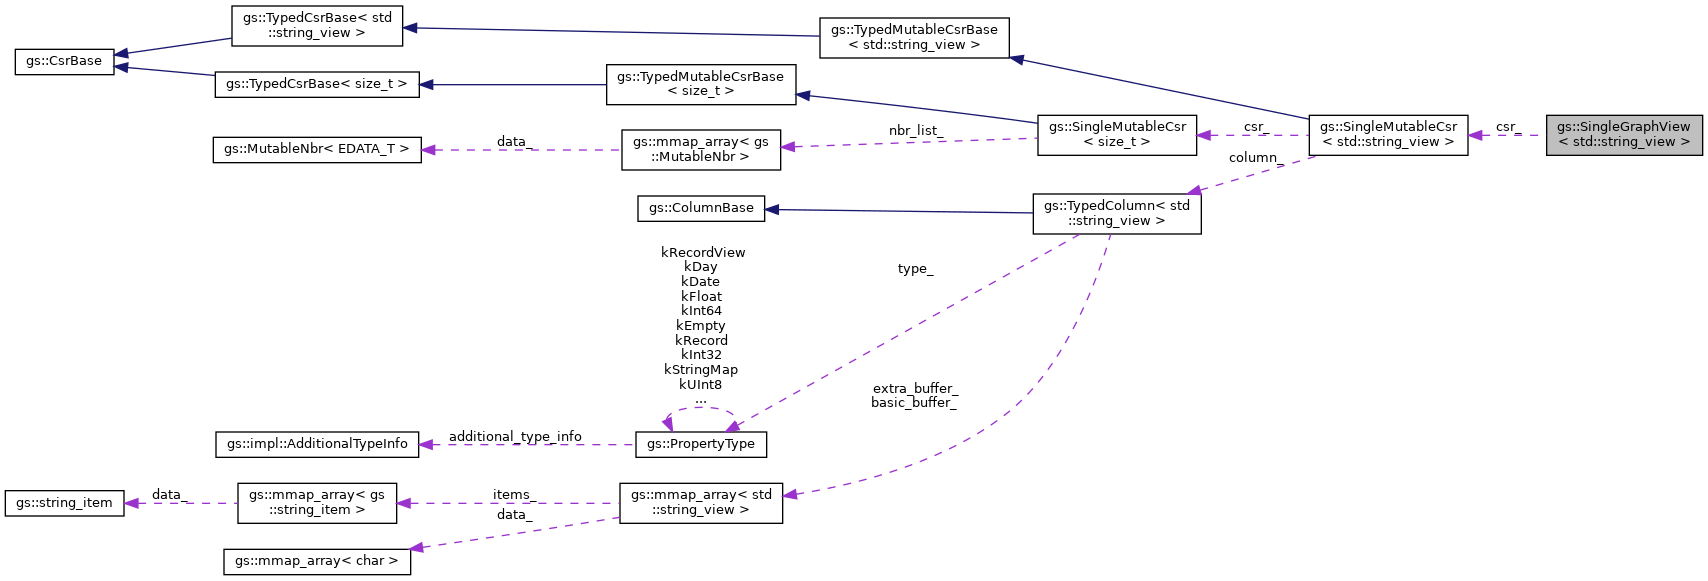 gs::TypedCsrBase< std
::string_view >
gs::TypedMutableCsrBase
< std::string_view >
gs::CsrBase
gs::TypedCsrBase< size_t >
gs::TypedMutableCsrBase
< size_t >
gs::MutableNbr< EDATA_T >
data_
gs::mmap_array< gs
::MutableNbr >
nbr_list_
gs::SingleMutableCsr
< size_t >
csr_
gs::SingleMutableCsr
< std::string_view >
csr_
gs::SingleGraphView
< std::string_view >
column_
gs::ColumnBase
gs::TypedColumn< std
::string_view >
kRecordView
kDay
kDate
kFloat
kInt64
kEmpty
kRecord
kInt32
kStringMap
kUInt8
...
type_
extra_buffer_
basic_buffer_
gs::impl::AdditionalTypeInfo
additional_type_info
gs::PropertyType
gs::string_item
data_
gs::mmap_array< gs
::string_item >
items_
data_
gs::mmap_array< std
::string_view >
gs::mmap_array< char >